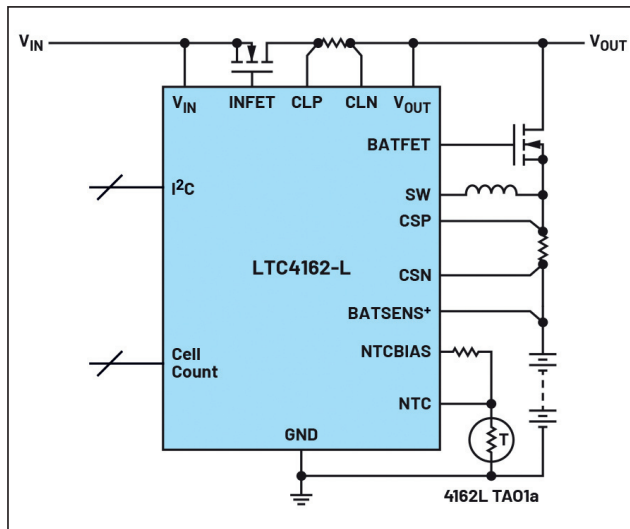 VIN
VOUT
VIN INFET CLP CLN VOUT
BATFET
I2C
SW
CSP
LTC4162-L
CSN
BATSENS+
NTCBIAS
Cell
Count
NTC
GND
T
4162L TA01a